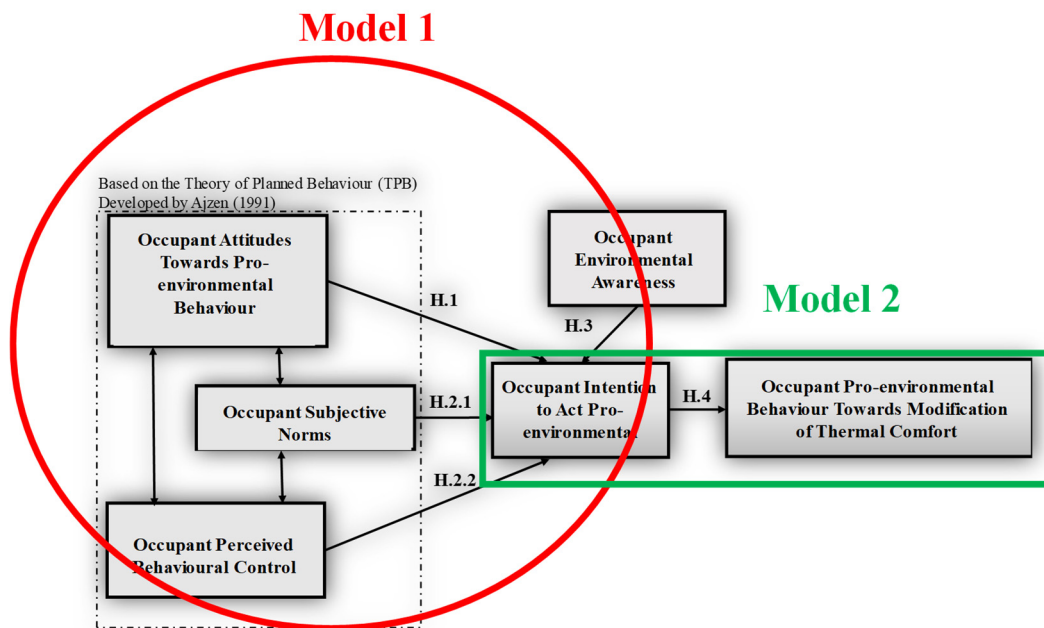 Model 1
Based on the Theory of Planned Behaviour (TPB)
Developed by Ajzen (1991)
Occupant Attitudes
Towards Pro-
environmental
Behaviour
Occupant
Environmental
Awareness
H.1
H.3
Model 2
Occupant Subjective
Norms
H.2.1
Occupant Intention
to Act Pro-
environmental
H.4
Occupant Pro-environmental
Behaviour Towards Modification
of Thermal Comfort
H.2.2
Occupant Perceived
Behavioural Control